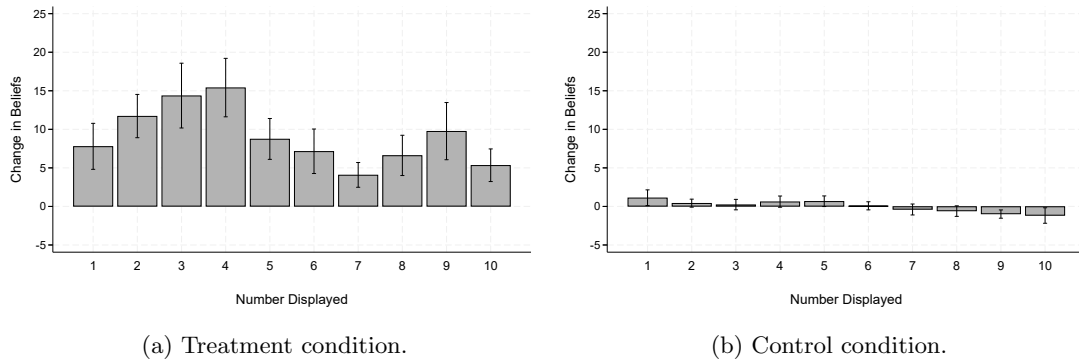 25
20
15
10
5
0
-5
Change in Beliefs
1 2 3 4 5 6 7 8 9 10
Number Displayed
(a) Treatment condition.
25
20
15
10
5
0
-5
Change in Beliefs
1 2 3 4 5 6 7 8 9 10
Number Displayed
(b) Control condition.